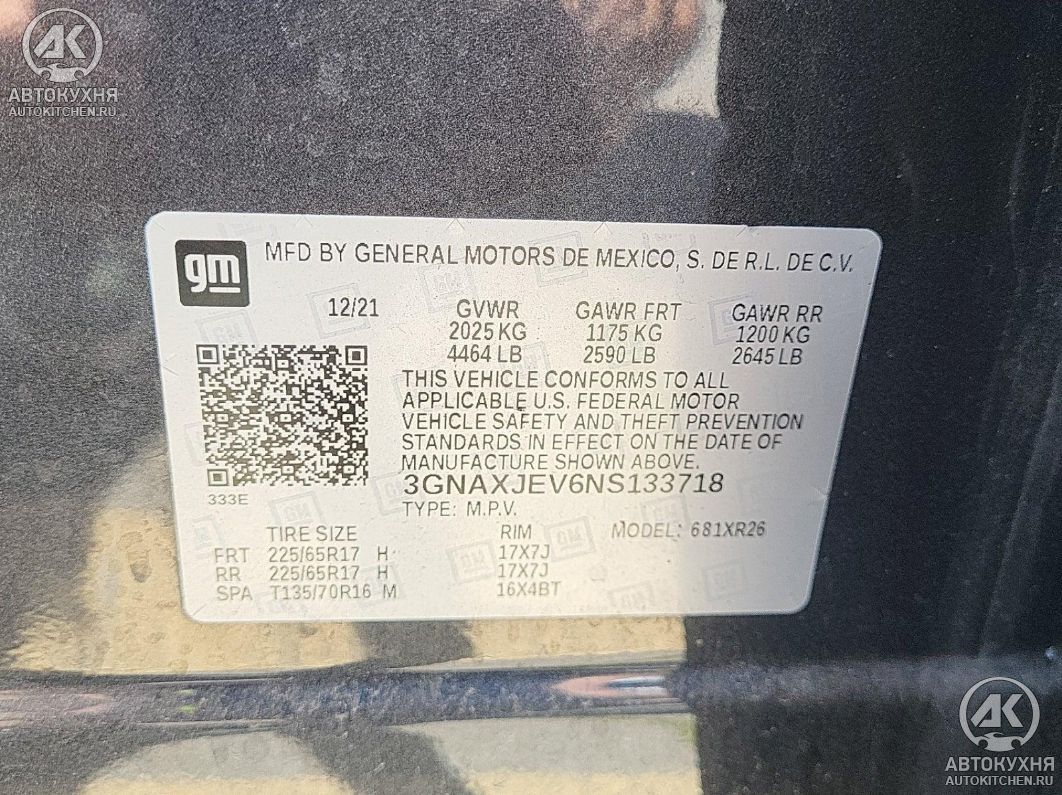 АК
АВТОКУХНЯ
AUTOKITCHEN.RU
gm
MFD BY GENERAL MOTORS DE MEXICO, S. DE R.L. DE C.V.
12/21 GVWR GAWR FRT GAWR RR
2025 KG 1175 KG 1200 KG
4464 LB 2590 LB 2645 LB
THIS VEHICLE CONFORMS TO ALL
APPLICABLE U.S. FEDERAL MOTOR
VEHICLE SAFETY AND THEFT PREVENTION
STANDARDS IN EFFECT ON THE DATE OF
MANUFACTURE SHOWN ABOVE.
333E
3GNAXJEV6NS133718
TYPE: M.P.V.
TIRE SIZE RIM MODEL: 681XR26
FRT 225/65R17 H 17X7J
RR 225/65R17 H 17X7J
SPA T135/70R16 M 16X4BT
АК
АВТОКУХНЯ
AUTOKITCHEN.RU